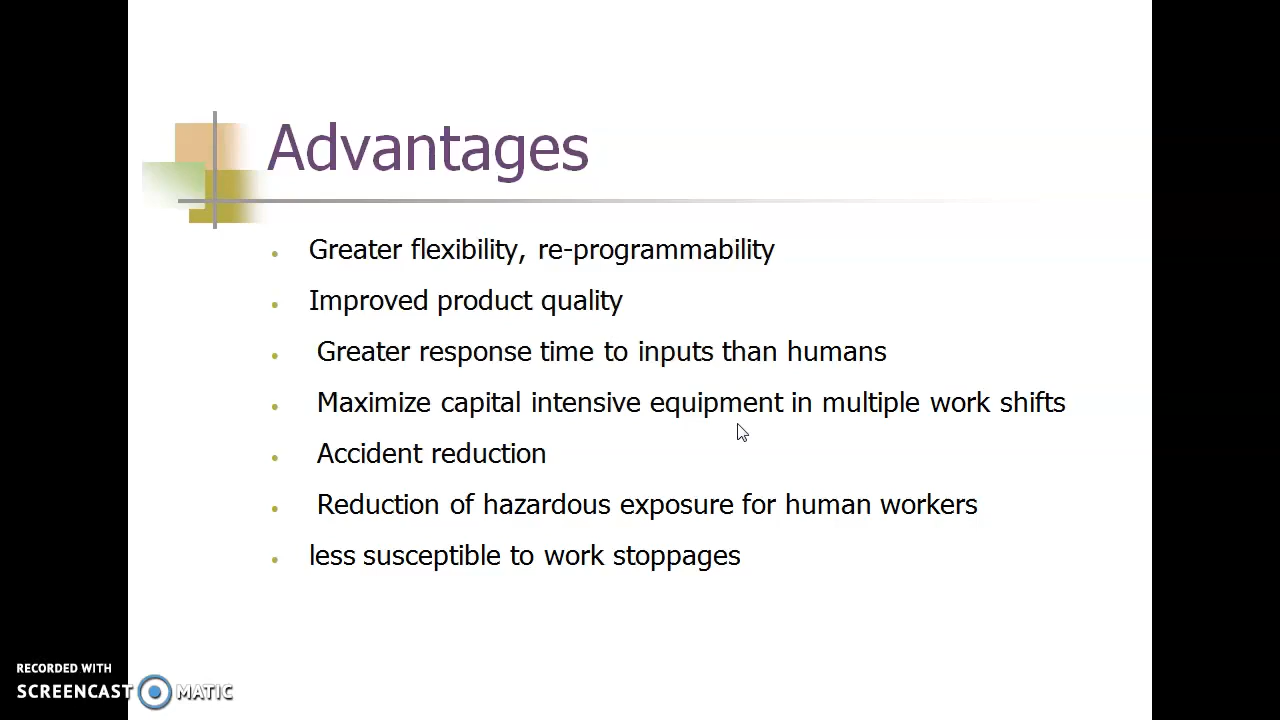 Advantages
Greater flexibility, re-programmability
Improved product quality
Greater response time to inputs than humans
Maximize capital intensive equipment in multiple work shifts
Accident reduction
Reduction of hazardous exposure for human workers
less susceptible to work stoppages
RECORDED WITH
SCREENCAST MATIC